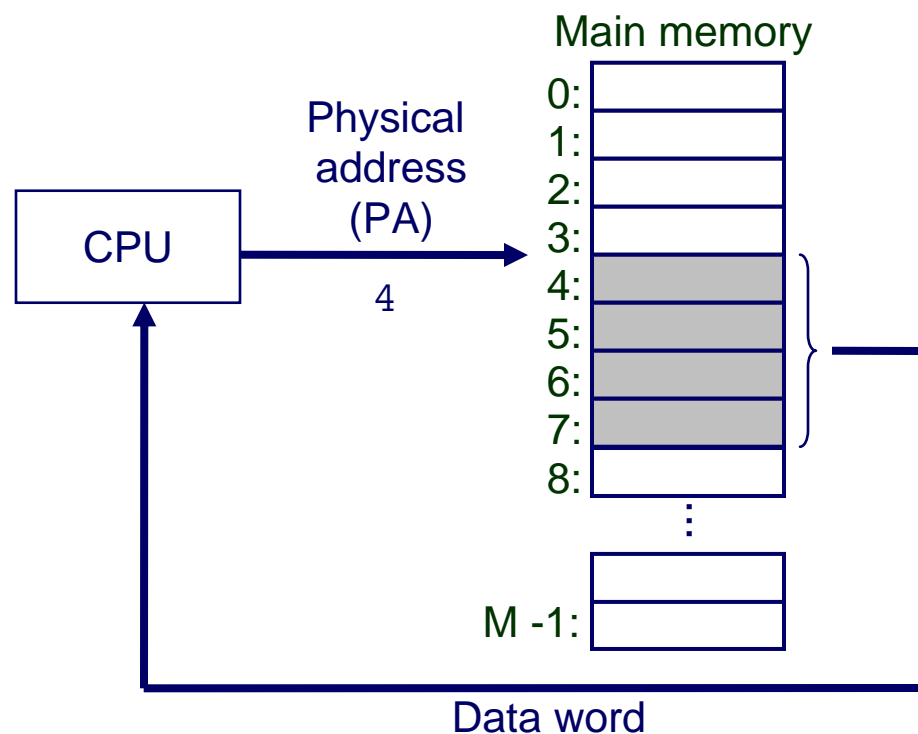 Main memory
0:
1:
2:
3:
4:
5:
6:
7:
8:
⋮
M -1:
Physical
address
(PA)
4
CPU
Data word